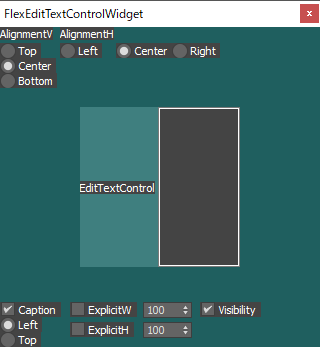 FlexEditTextControlWidget x
AlignmentV AlignmentH
Top Left Center Right
Center
Bottom
EditTextControl
Caption ExplicitW 100 Visibility
Left
ExplicitH 100
Top